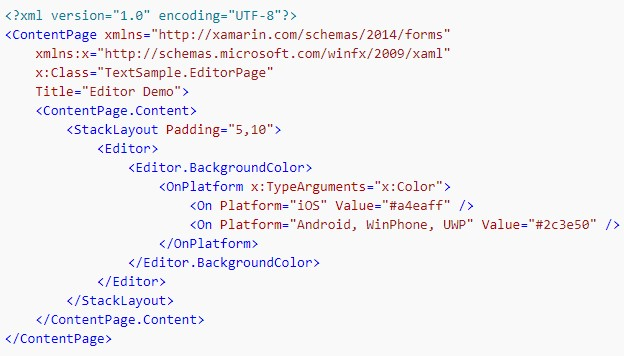 <?xml version="1.0" encoding="UTF-8"?>
<ContentPage xmlns="http://xamarin.com/schemas/2014/forms"
    xmlns:x="http://schemas.microsoft.com/winfx/2009/xaml"
    x:Class="TextSample.EditorPage"
    Title="Editor Demo">
    <ContentPage.Content>
        <StackLayout Padding="5,10">
            <Editor>
                <Editor.BackgroundColor>
                    <OnPlatform x:TypeArguments="x:Color">
                        <On Platform="iOS" Value="#a4eaff" />
                        <On Platform="Android, WinPhone, UWP" Value="#2c3e50" />
                    </OnPlatform>
                </Editor.BackgroundColor>
            </Editor>
        </StackLayout>
    </ContentPage.Content>
</ContentPage>